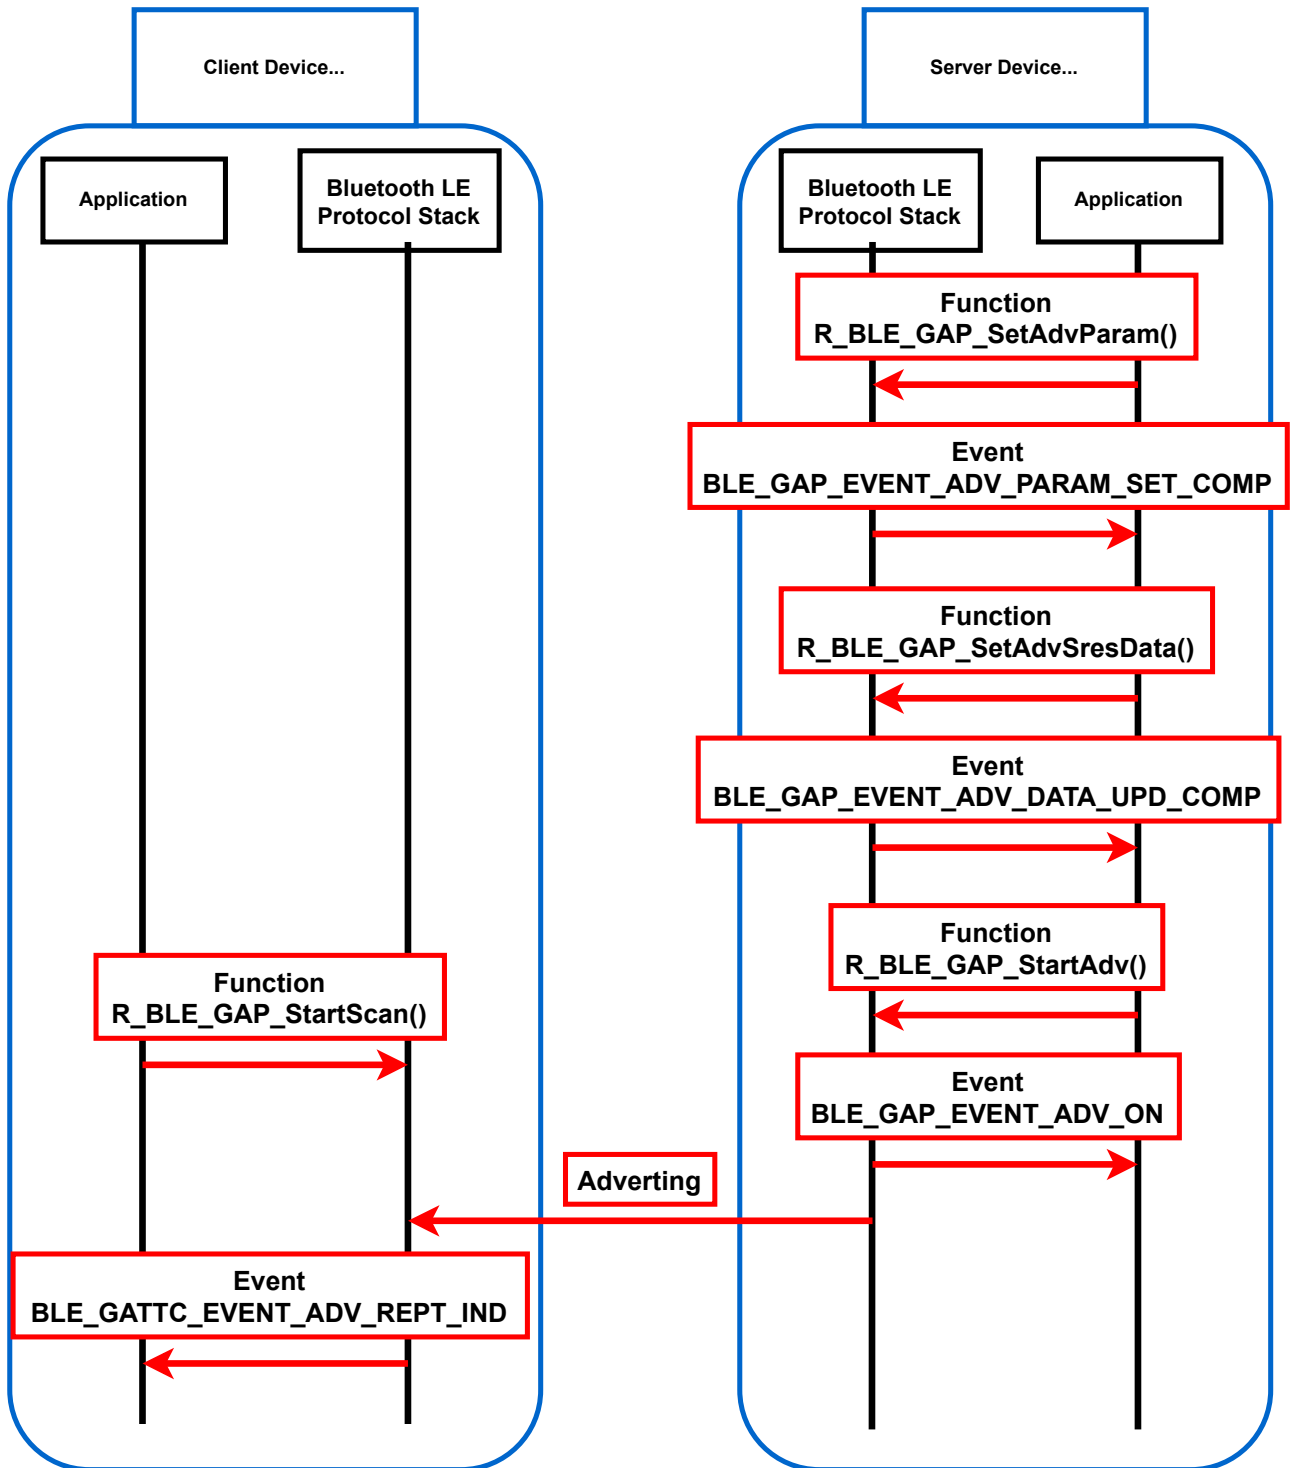 Client Device...
Server Device...
Application
Bluetooth LE
Protocol Stack
Bluetooth LE
Protocol Stack
Application
Function
R_BLE_GAP_SetAdvParam()
Event
BLE_GAP_EVENT_ADV_PARAM_SET_COMP
Function
R_BLE_GAP_SetAdvSresData()
Event
BLE_GAP_EVENT_ADV_DATA_UPD_COMP
Function
R_BLE_GAP_StartAdv()
Function
R_BLE_GAP_StartScan()
Event
BLE_GAP_EVENT_ADV_ON
Adverting
Event
BLE_GATTC_EVENT_ADV_REPT_IND